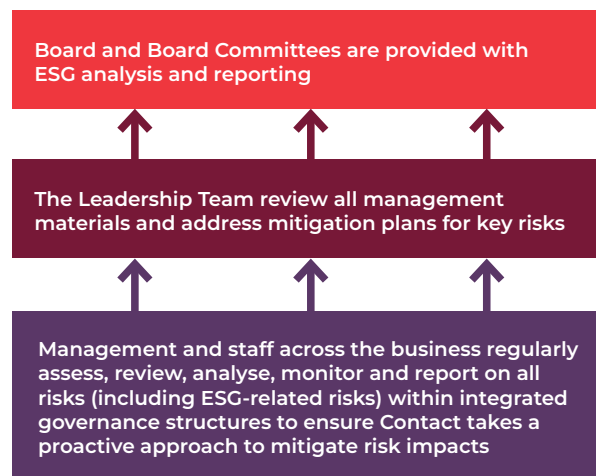 Board and Board Committees are provided with
ESG analysis and reporting
The Leadership Team review all management
materials and address mitigation plans for key risks
Management and staff across the business regularly
assess, review, analyse, monitor and report on all
risks (including ESG-related risks) within integrated
governance structures to ensure Contact takes a
proactive approach to mitigate risk impacts